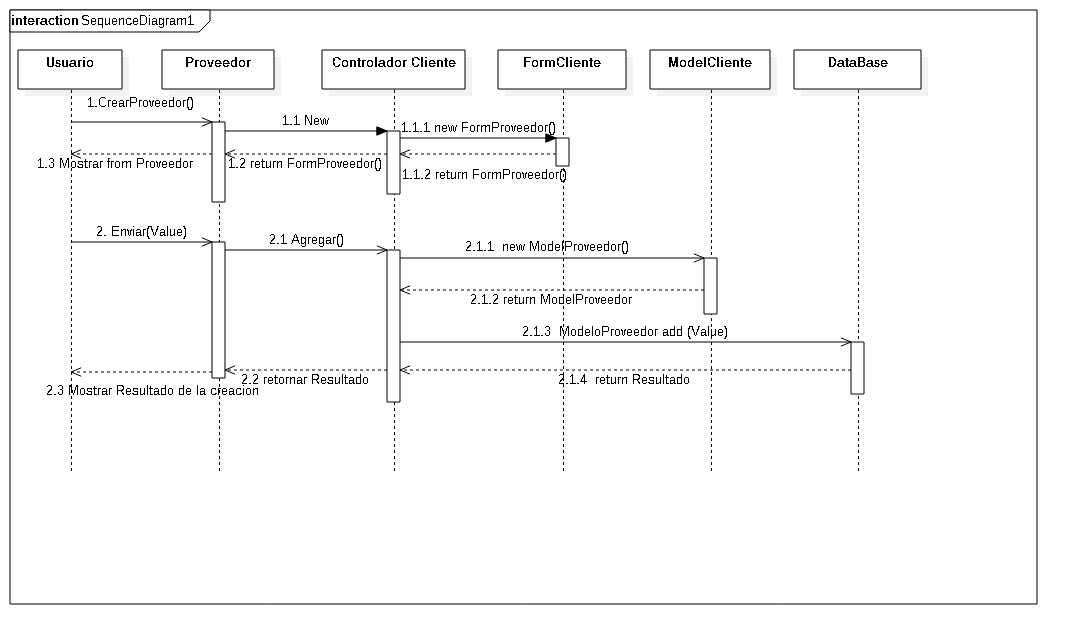 interaction SequenceDiagram1
Usuario
Proveedor
Controlador Cliente
FormCliente
ModelCliente
DataBase
1.CrearProveedor()
1.1 New
1.1.1 new FormProveedor()
1.3 Mostrar from Proveedor
1.2 return FormProveedor()
1.1.2 return FormProveedor()
2. Enviar(Value)
2.1 Agregar()
2.1.1 new ModelProveedor()
2.1.2 return ModelProveedor
2.1.3 ModeloProveedor add (Value)
2.2 retornar Resultado
2.1.4 return Resultado
2.3 Mostrar Resultado de la creacion